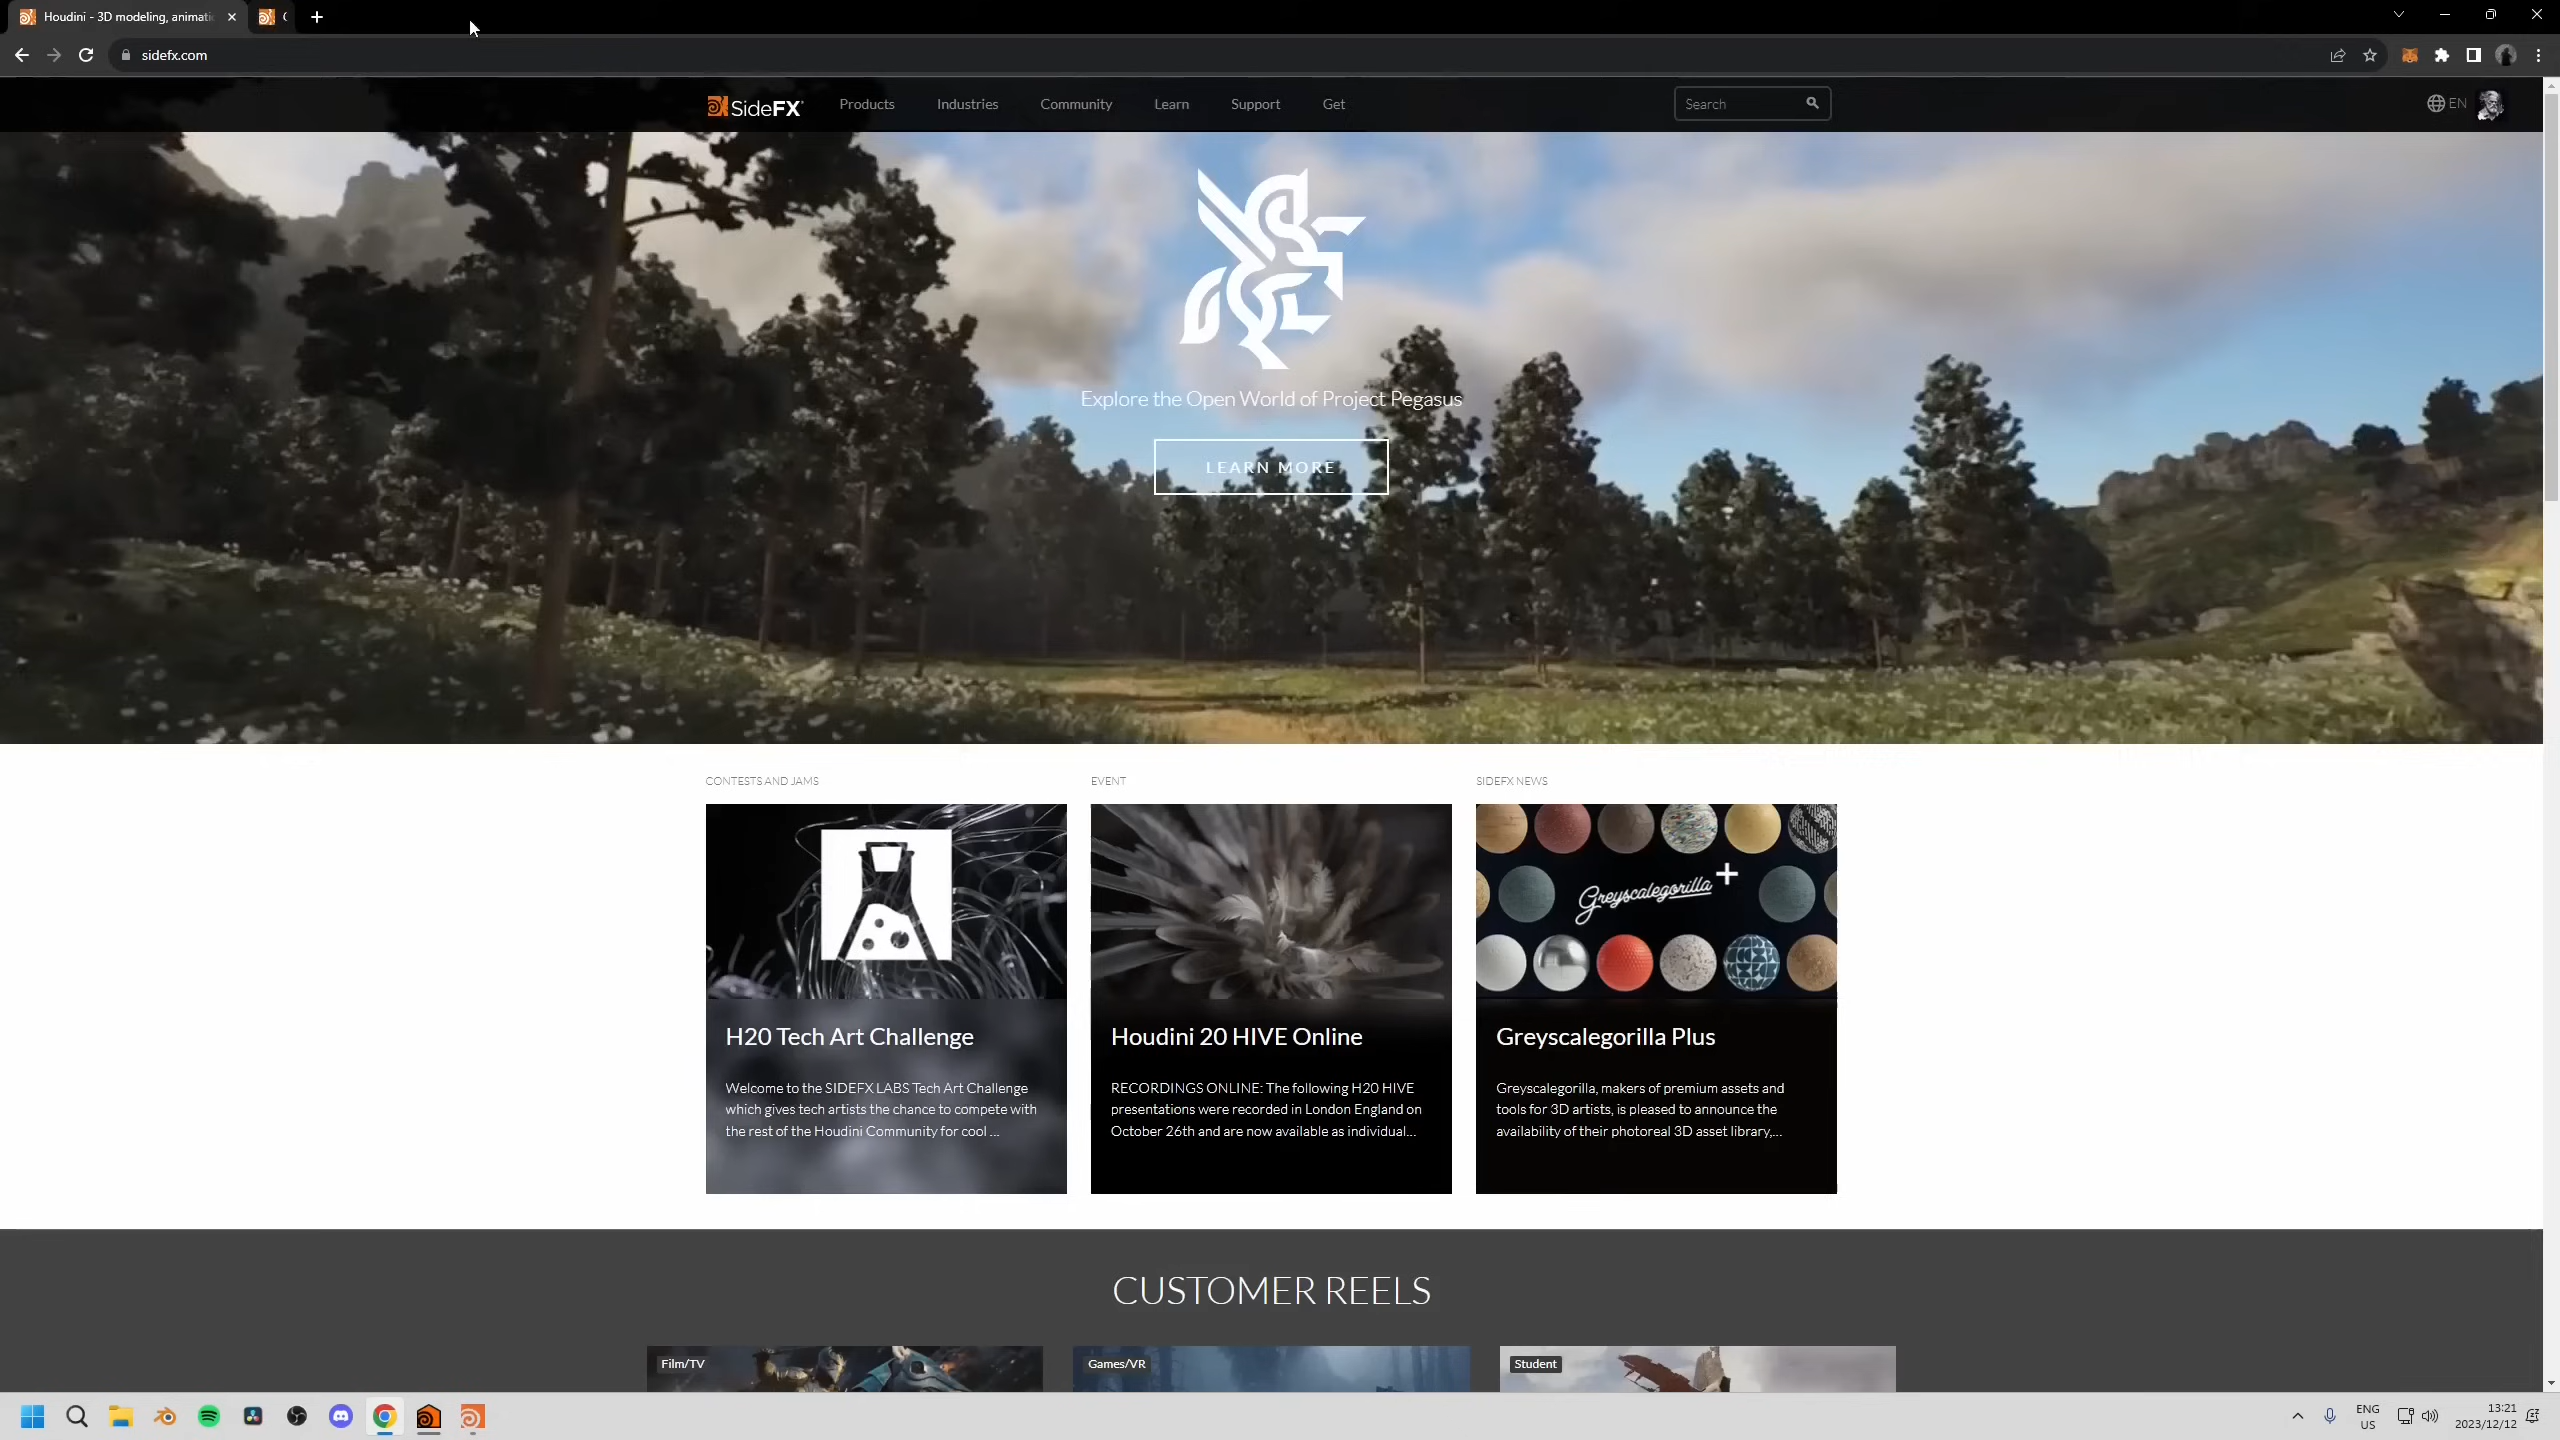 Houdini - 3D modeling, animati
sidefx.com
SideFX
Products
Industries
Community
Learn
Support
Get
Search
EN
Explore the Open World of Project Pegasus
LEARN MORE
CONTESTS AND JAMS
H20 Tech Art Challenge
Welcome to the SIDEFX LABS Tech Art Challenge
which gives tech artists the chance to compete with
the rest of the Houdini Community for cool ...
EVENT
Houdini 20 HIVE Online
RECORDINGS ONLINE: The following H20 HIVE
presentations were recorded in London England on
October 26th and are now available as individual...
SIDEFX NEWS
Greyscalegorilla +
Greyscalegorilla Plus
Greyscalegorilla, makers of premium assets and
tools for 3D artists, is pleased to announce the
availability of their photoreal 3D asset library,...
CUSTOMER REELS
Film/TV
Games/VR
Student
ENG
US
13:21
2023/12/12